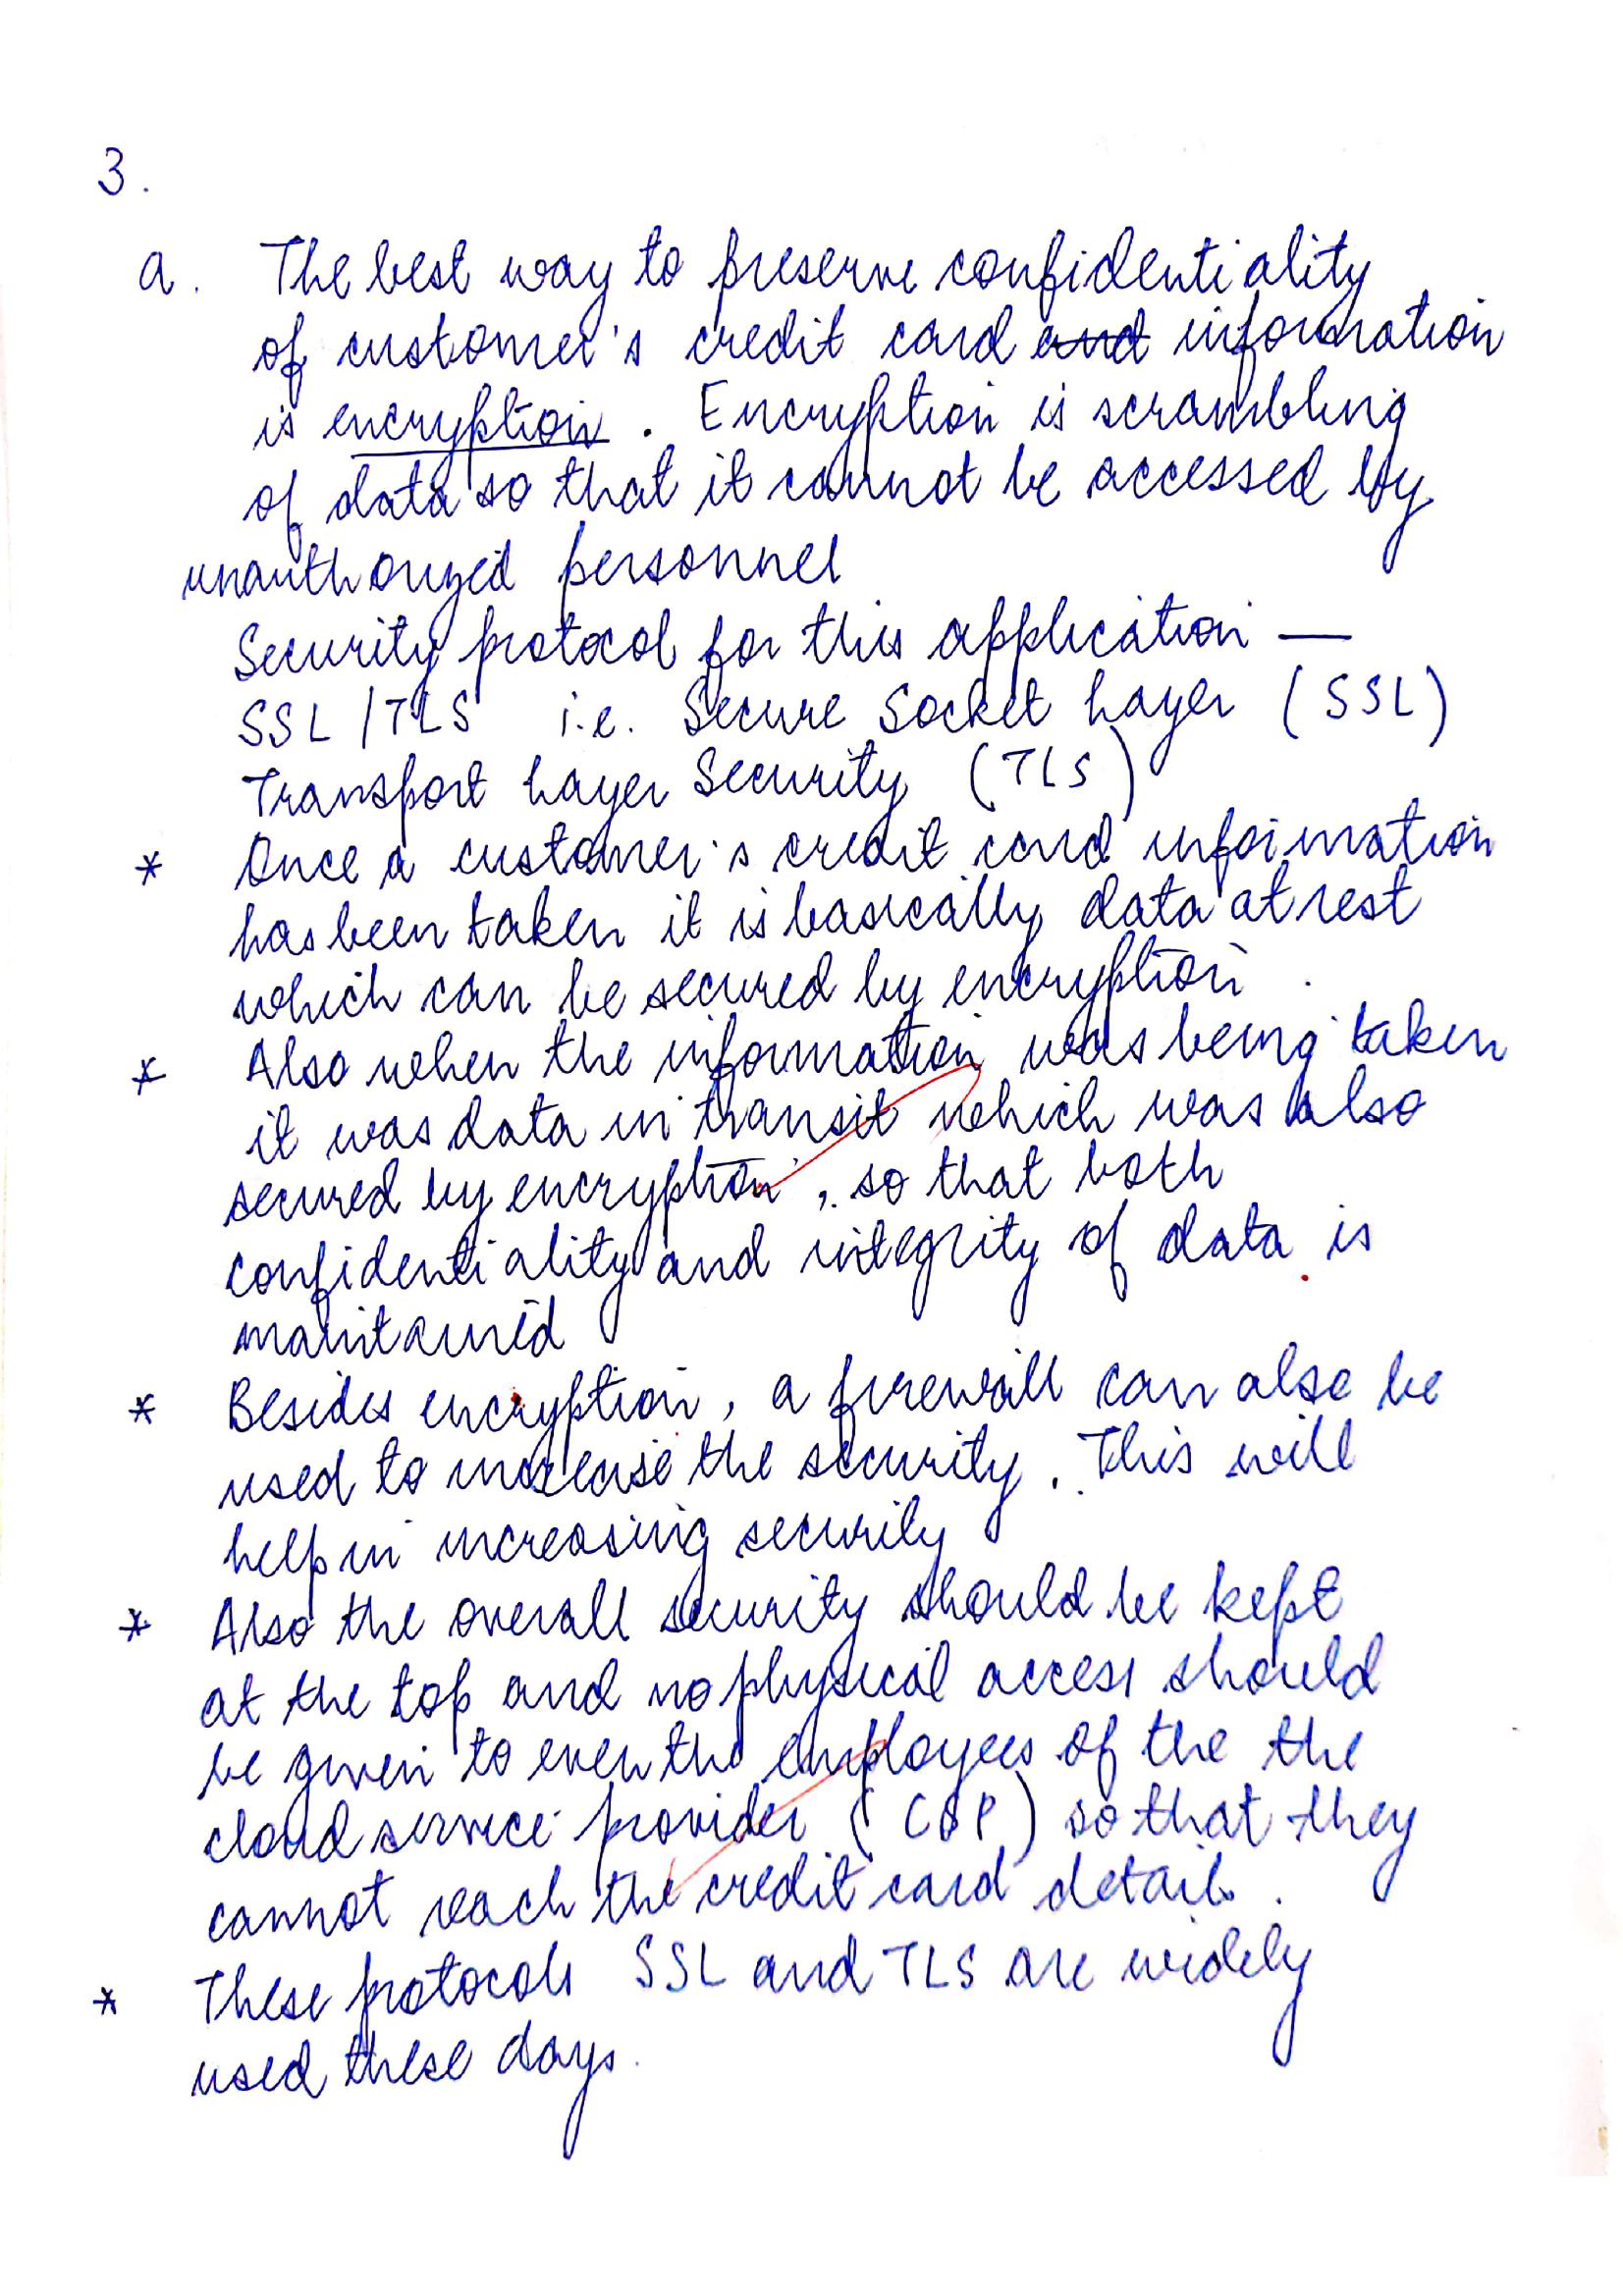 3.
a. The best way to preserve confidentiality
of customer's credit card and information
is encryption. Encryption is scrambling
of data so that it cannot be accessed by
unauthorized personnel
Security protocol for this application —
SSL/TLS i.e. Secure Socket Layer (SSL)
Transport Layer Security (TLS)
* Once a customer's credit card information
has been taken it is basically data at rest
which can be secured by encryption.
* Also when the information was being taken
it was data in transit which was also
secured by encryption, so that both
confidentiality and integrity of data is
maintained
* Besides encryption, a firewall can also be
used to increase the security. This will
help in increasing security
* Also the overall security should be kept
at the top and no physical access should
be given to even the employees of the the
cloud service provider (CSP) so that they
cannot reach the credit card details.
* These protocols SSL and TLS are widely
used these days.